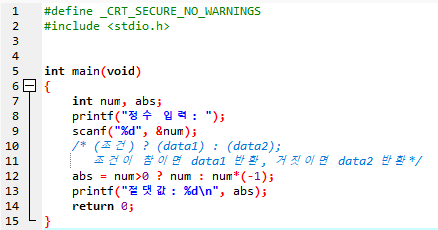 1 #define _CRT_SECURE_NO_WARNINGS
2 #include <stdio.h>
3
4
5 int main(void)
6 {
7 int num, abs;
8 printf("정수 입력 : ");
9 scanf("%d", &num);
10 /* (조건) ? (data1) : (data2);
11 조건이 참이면 data1 반환, 거짓이면 data2 반환*/
12 abs = num>0 ? num : num*(-1);
13 printf("절댓값 : %d\n", abs);
14 return 0;
15 }